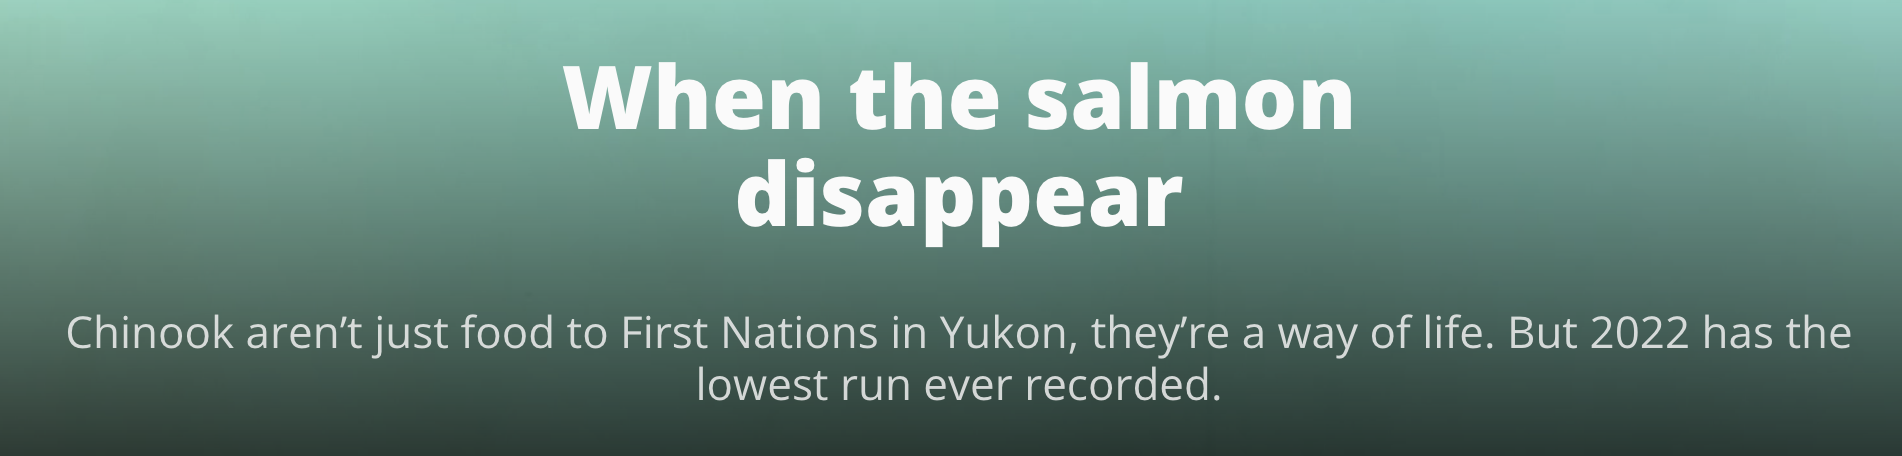 When the salmon
disappear
Chinook aren’t just food to First Nations in Yukon, they’re a way of life. But 2022 has the
lowest run ever recorded.